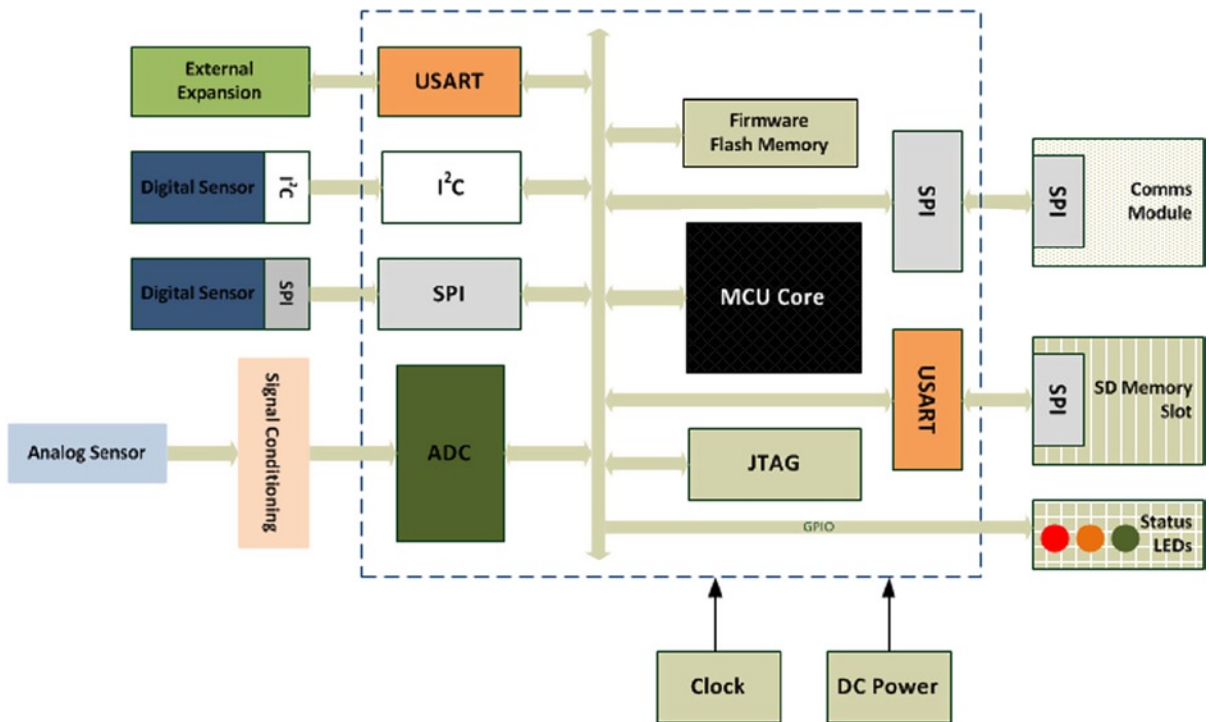 External
Expansion
USART
Firmware
Flash Memory
Digital Sensor
I²C
I²C
SPI
SPI
Comms
Module
Digital Sensor
SPI
SPI
MCU Core
Analog Sensor
Signal Conditioning
ADC
USART
SPI
SD Memory
Slot
JTAG
GPIO
Status
LEDs
Clock
DC Power